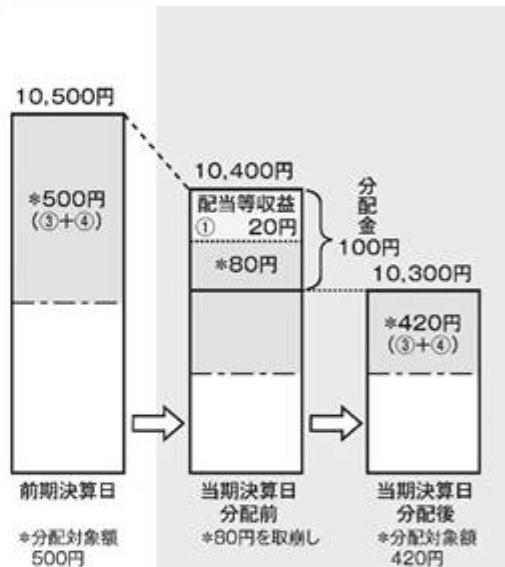 10,500円
*500円
(③+④)
前期決算日
*分配対象額
500円
10,400円
配当等収益
① 20円
*80円
分配金
100円
当期決算日
分配前
*80円を取崩し
10,300円
*420円
(③+④)
当期決算日
分配後
*分配対象額
420円